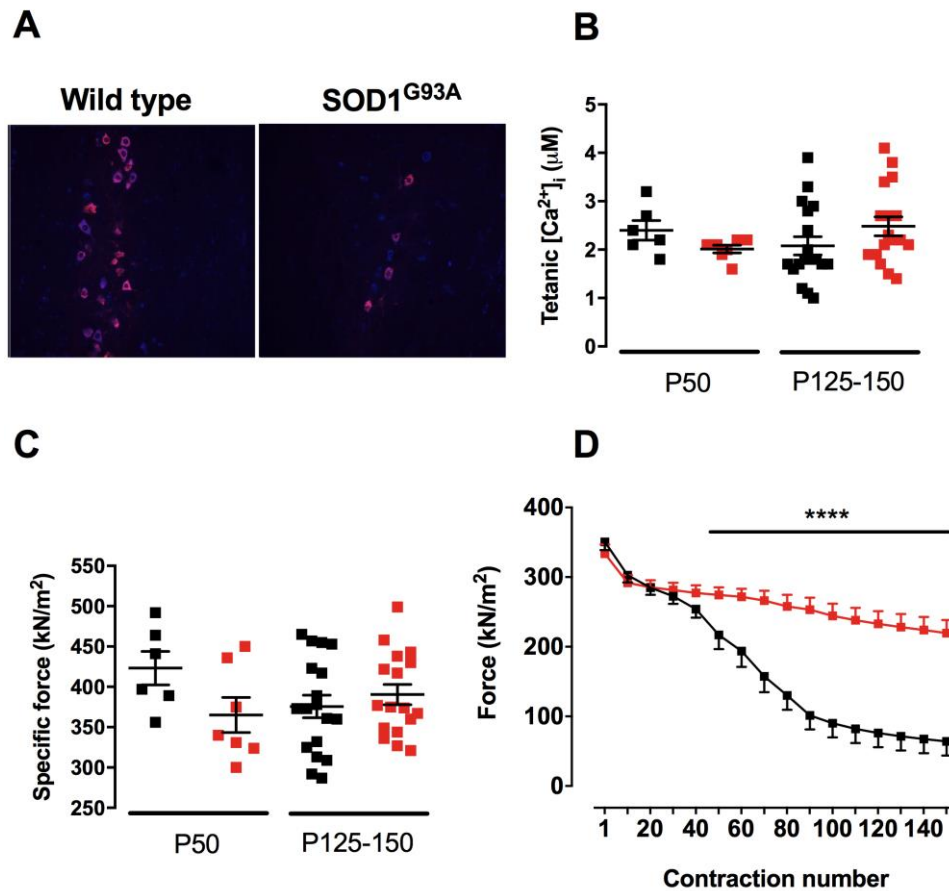 A
Wild type
SOD1G93A
B
Tetanic [Ca2+]i (µM)
5
4
3
2
1
0
P50
P125-150
C
Specific force (kN/m2)
550
500
450
400
350
300
250
P50
P125-150
D
Force (kN/m2)
400
300
200
100
0
****
1 20 40 60 80 100 120 140
Contraction number